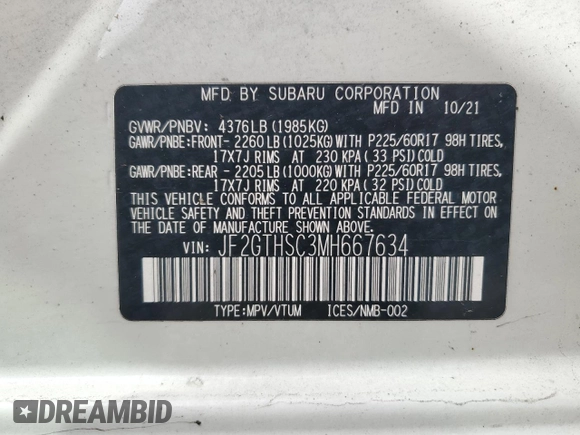 MFD BY SUBARU CORPORATION
MFD IN 10/21
GVWR/PNBV: 4376LB (1985KG)
GAWR/PNBE:FRONT- 2260LB (1025KG)WITH P225/60R17 98H TIRES,
17X7J RIMS AT 230 KPA (33 PSI)COLD
GAWR/PNBE:REAR - 2205LB (1000KG)WITH P225/60R17 98H TIRES,
17X7J RIMS AT 220 KPA (32 PSI)COLD
THIS VEHICLE CONFORMS TO ALL APPLICABLE FEDERAL MOTOR
VEHICLE SAFETY AND THEFT PREVENTION STANDARDS IN EFFECT
ON THE DATE OF MANUFACTURE SHOWN ABOVE.
VIN: JF2GTHSC3MH667634
TYPE:MPV/VTUM ICES/NMB-002
DREAMBID